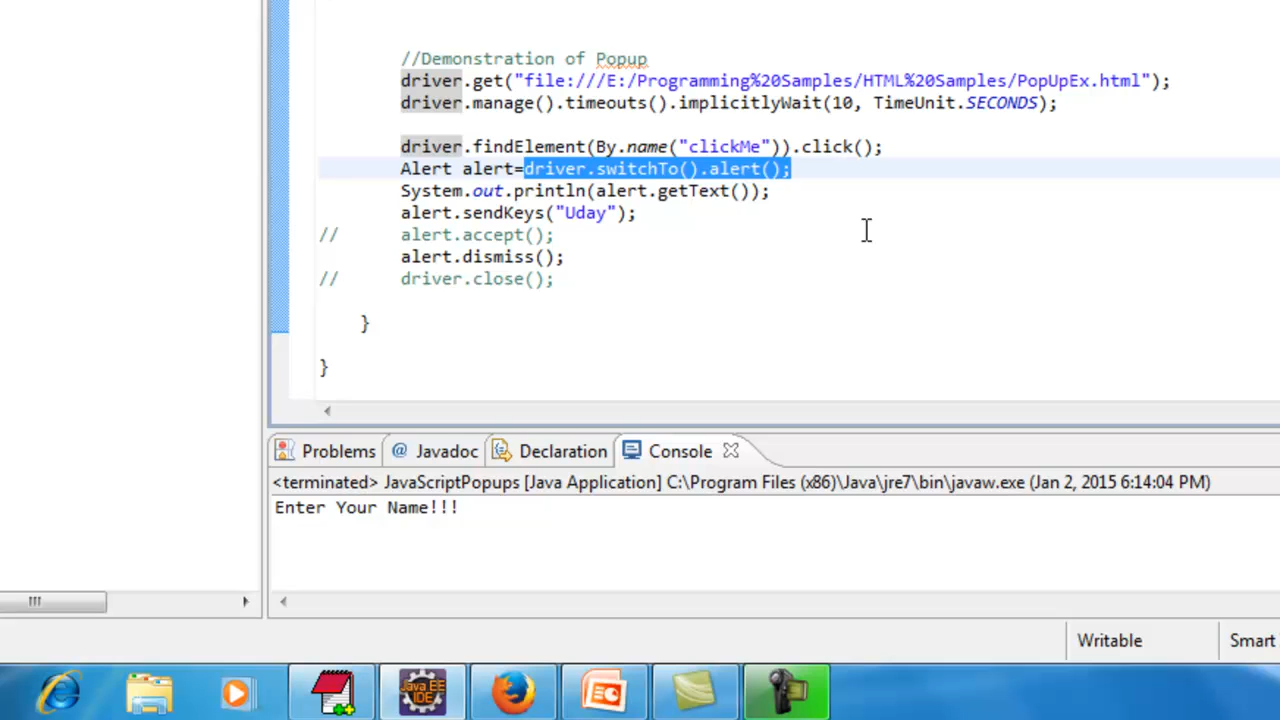 //Demonstration of Popup
driver.get("file:///E:/Programming%20Samples/HTML%20Samples/PopUpEx.html");
driver.manage().timeouts().implicitlyWait(10, TimeUnit.SECONDS);
driver.findElement(By.name("clickMe")).click();
Alert alert=driver.switchTo().alert();
System.out.println(alert.getText());
alert.sendKeys("Uday");
// alert.accept();
alert.dismiss();
// driver.close();
}
}
Problems @ Javadoc Declaration Console
<terminated> JavaScriptPopups [Java Application] C:\Program Files (x86)\Java\jre7\bin\javaw.exe (Jan 2, 2015 6:14:04 PM)
Enter Your Name!!!
Writable Smart
Java EE
IDE